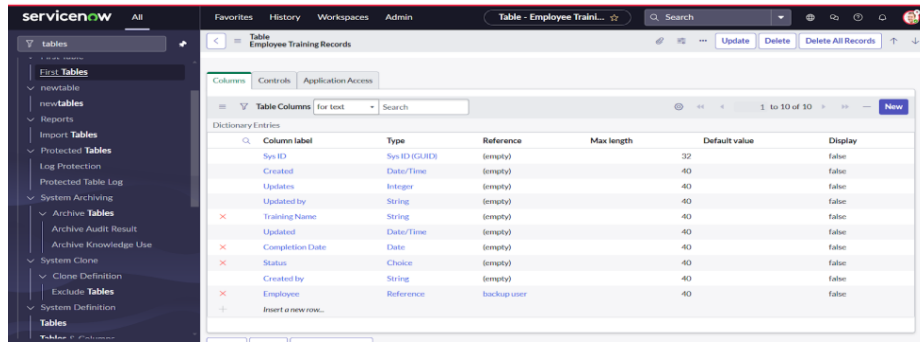 servicenow All Favorites History Workspaces Admin Table - Employee Traini... Search
tables
First Tables
newtable
newtables
Reports
Import Tables
Protected Tables
Log Protection
Protected Table Log
System Archiving
Archive Tables
Archive Audit Result
Archive Knowledge Use
System Clone
Clone Definition
Exclude Tables
System Definition
Tables
Tables & Columns
Table
Employee Training Records
Update Delete Delete All Records
Columns Controls Application Access
Table Columns for text Search 1 to 10 of 10 New
Dictionary Entries
Column label Type Reference Max length Default value Display
Sys ID Sys ID (GUID) (empty) 32 false
Created Date/Time (empty) 40 false
Updates Integer (empty) 40 false
Updated by String (empty) 40 false
Training Name String (empty) 40 false
Updated Date/Time (empty) 40 false
Completion Date Date (empty) 40 false
Status Choice (empty) 40 false
Created by String (empty) 40 false
Employee Reference backup user 40 false
Insert a new row...